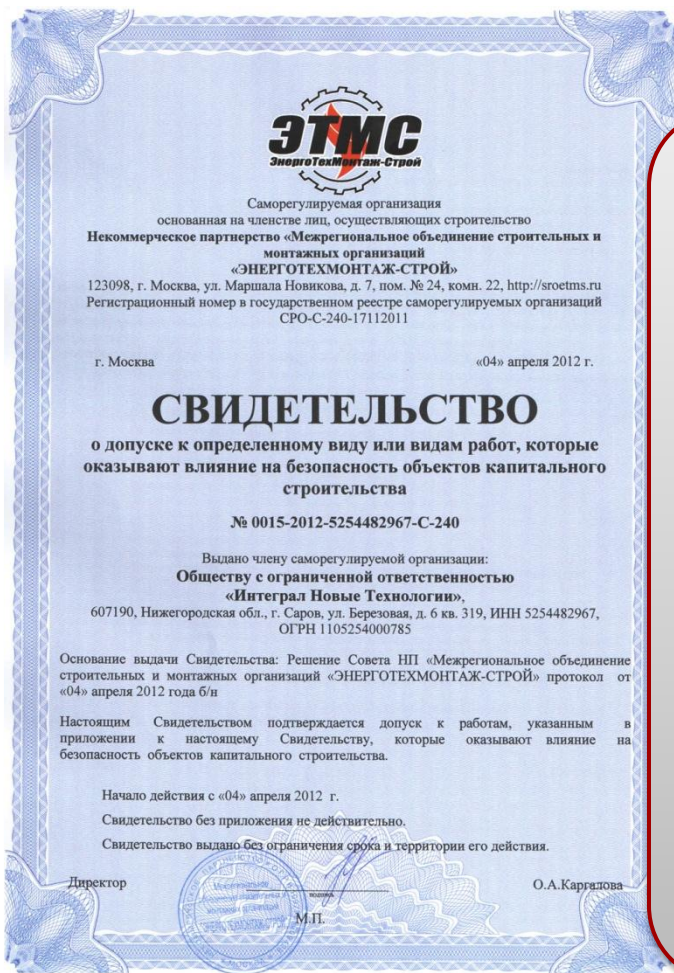 ЭТМС
ЭнергоТехМонтаж-Строй
Саморегулируемая организация
основанная на членстве лиц, осуществляющих строительство
Некоммерческое партнерство «Межрегиональное объединение строительных и
монтажных организаций
«ЭНЕРГОТЕХМОНТАЖ-СТРОЙ»
123098, г. Москва, ул. Маршала Новикова, д. 7, пом. № 24, комн. 22, http://sroetms.ru
Регистрационный номер в государственном реестре саморегулируемых организаций
СРО-С-240-17112011
г. Москва «04» апреля 2012 г.
СВИДЕТЕЛЬСТВО
о допуске к определенному виду или видам работ, которые
оказывают влияние на безопасность объектов капитального
строительства
№ 0015-2012-5254482967-С-240
Выдано члену саморегулируемой организации:
Обществу с ограниченной ответственностью
«Интеграл Новые Технологии»,
607190, Нижегородская обл., г. Саров, ул. Березовая, д. 6 кв. 319, ИНН 5254482967,
ОГРН 1105254000785
Основание выдачи Свидетельства: Решение Совета НП «Межрегиональное объединение
строительных и монтажных организаций «ЭНЕРГОТЕХМОНТАЖ-СТРОЙ» протокол от
«04» апреля 2012 года б/н
Настоящим Свидетельством подтверждается допуск к работам, указанным в
приложении к настоящему Свидетельству, которые оказывают влияние на
безопасность объектов капитального строительства.
Начало действия с «04» апреля 2012 г.
Свидетельство без приложения не действительно.
Свидетельство выдано без ограничения срока и территории его действия.
Директор О.А.Каргалова
подпись
М.П.